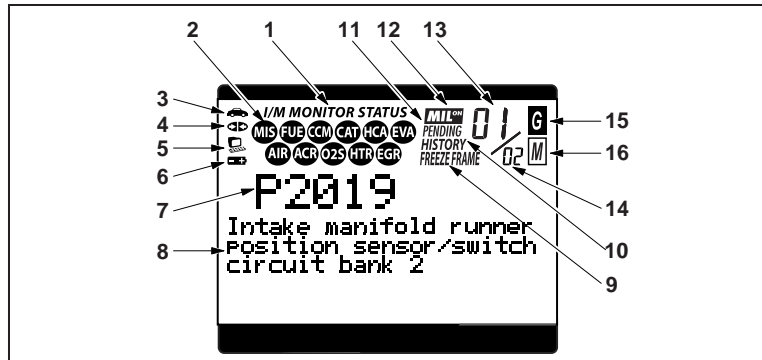 2 1 11 12 13
3 I/M MONITOR STATUS MIL ON 01 G 15
4 MIS FUE CCM CAT HCA EVA PENDING
5 AIR ACR O2S HTR EGR HISTORY M 16
6 FREEZE FRAME 02
7 P2019 14
Intake manifold runner
8 position sensor/switch 10
circuit bank 2 9